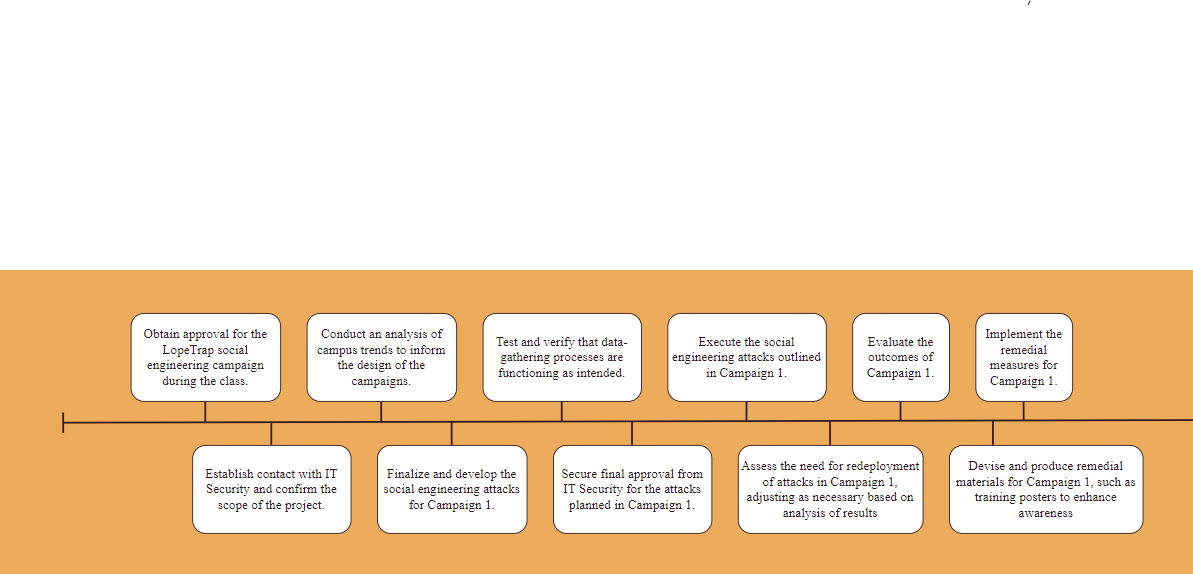 Obtain approval for the
LopeTrap social
engineering campaign
during the class.
Conduct an analysis of
campus trends to inform
the design of the
campaigns.
Test and verify that data-
gathering processes are
functioning as intended.
Execute the social
engineering attacks outlined
in Campaign 1.
Evaluate the
outcomes of
Campaign 1.
Implement the
remedial
measures for
Campaign 1.
Establish contact with IT
Security and confirm the
scope of the project.
Finalize and develop the
social engineering attacks
for Campaign 1.
Secure final approval from
IT Security for the attacks
planned in Campaign 1.
Assess the need for redeployment
of attacks in Campaign 1,
adjusting as necessary based on
analysis of results
Devise and produce remedial
materials for Campaign 1, such as
training posters to enhance
awareness